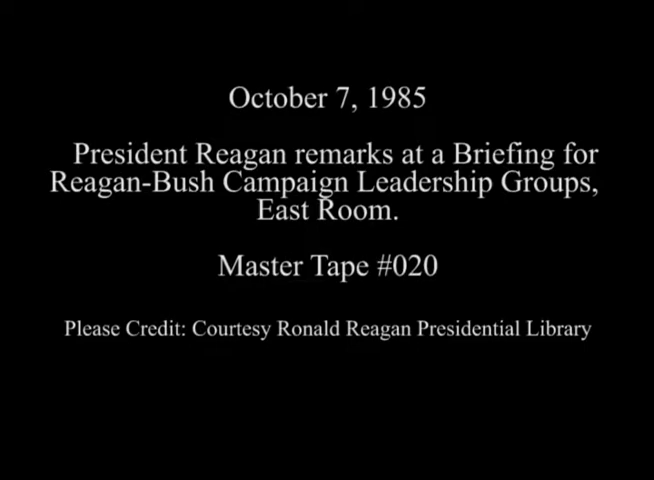 October 7, 1985
President Reagan remarks at a Briefing for
Reagan-Bush Campaign Leadership Groups,
East Room.
Master Tape #020
Please Credit: Courtesy Ronald Reagan Presidential Library